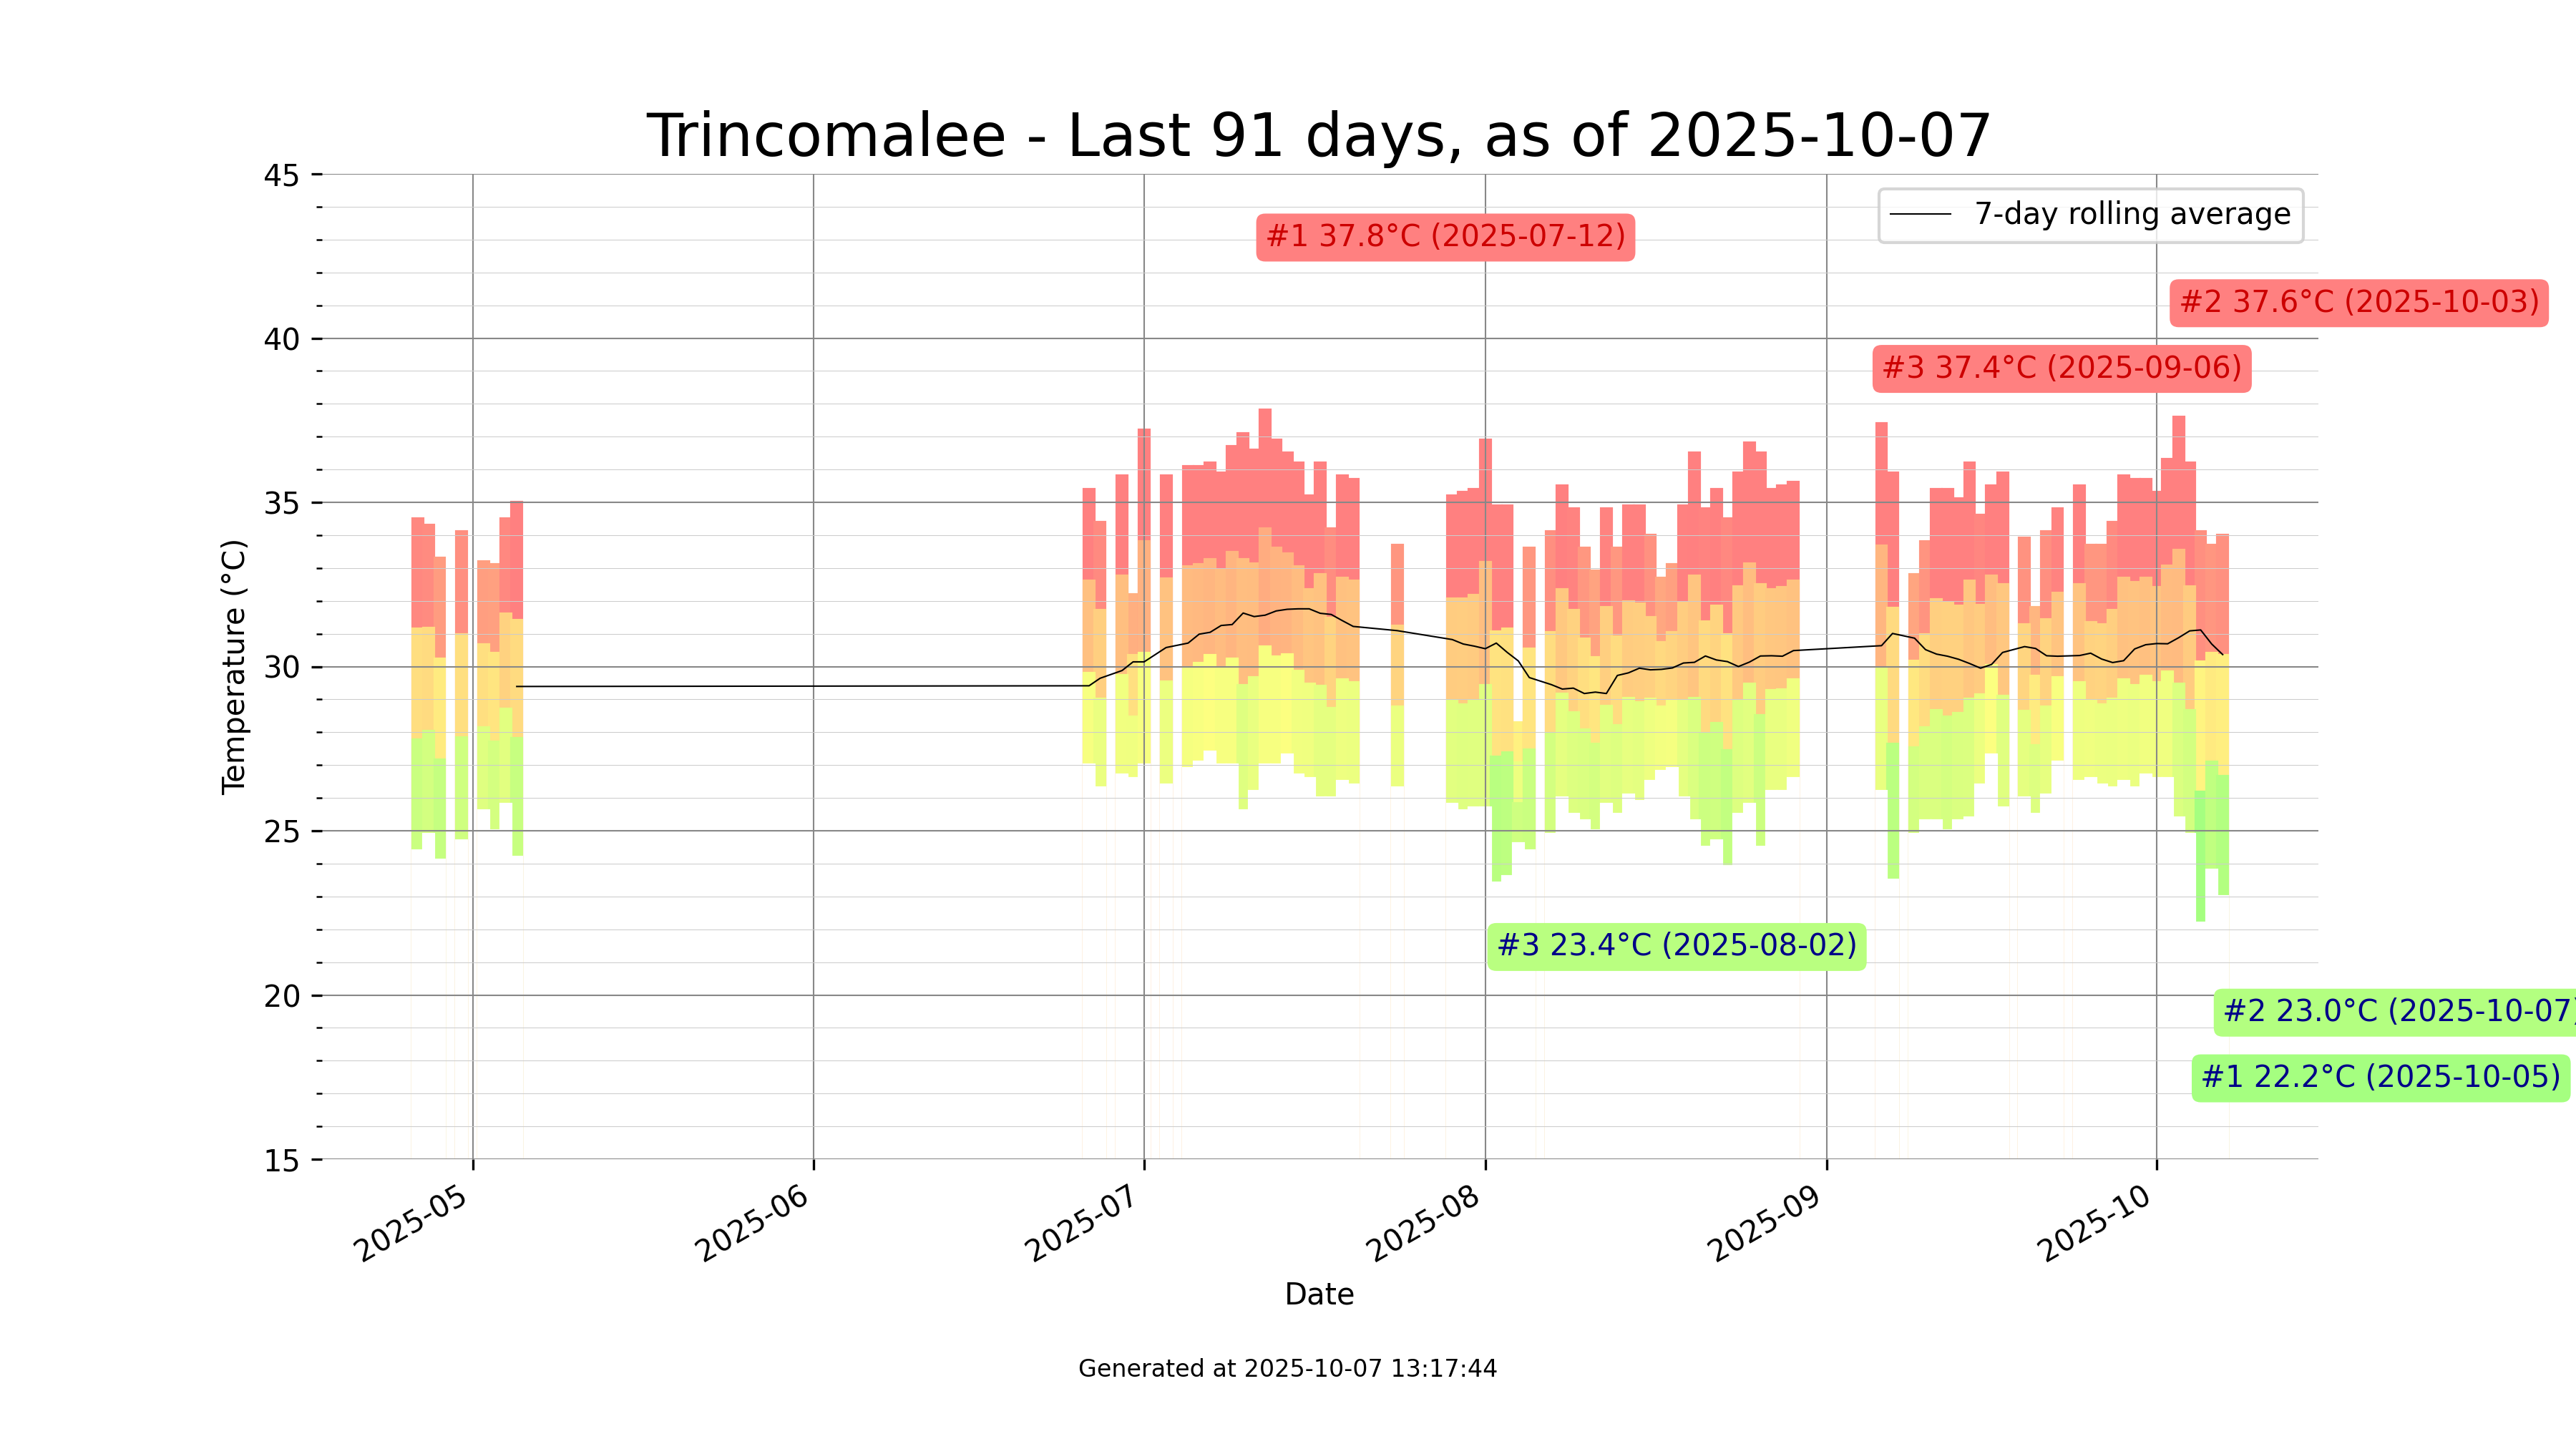 Trincomalee - Last 91 days, as of 2025-10-07
7-day rolling average
#1 37.8°C (2025-07-12)
#2 37.6°C (2025-10-03)
#3 37.4°C (2025-09-06)
#3 23.4°C (2025-08-02)
#2 23.0°C (2025-10-07)
#1 22.2°C (2025-10-05)
45
40
35
30
25
20
15
Temperature (°C)
2025-05
2025-06
2025-07
2025-08
2025-09
2025-10
Date
Generated at 2025-10-07 13:17:44